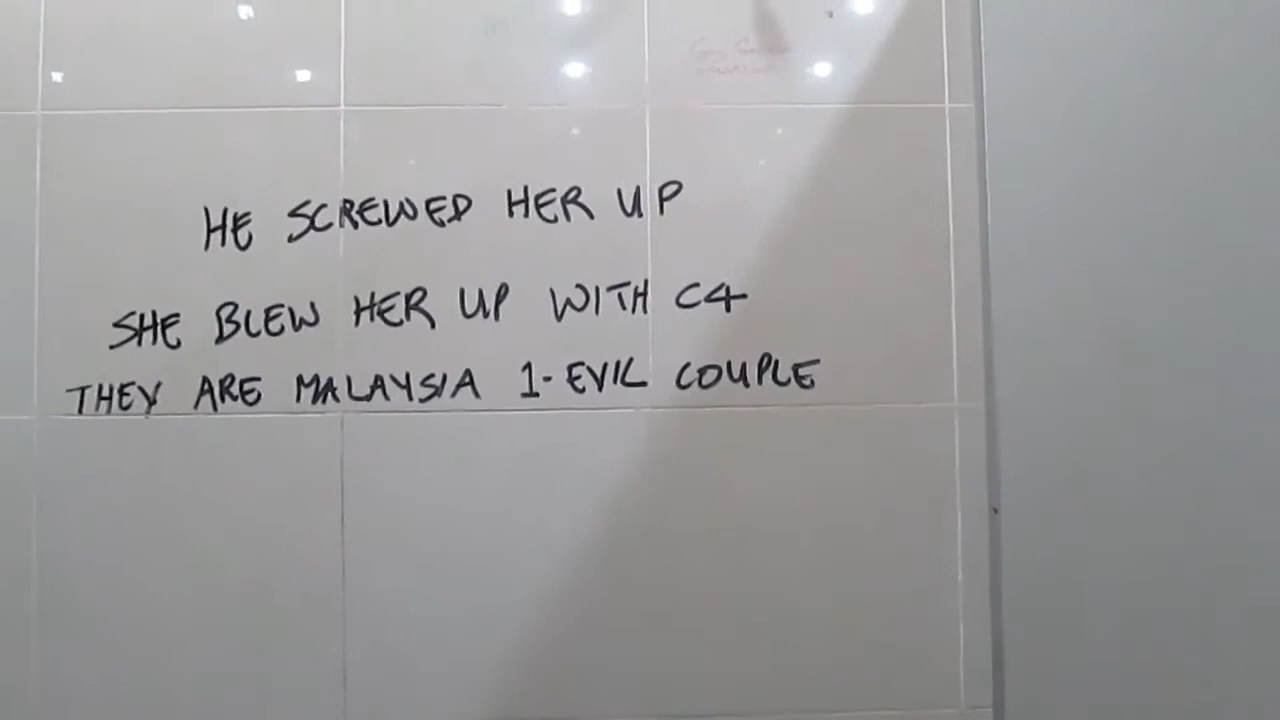 HE SCREWED HER UP
SHE BLEW HER UP WITH C4
THEY ARE MALAYSIA 1-EVIL COUPLE